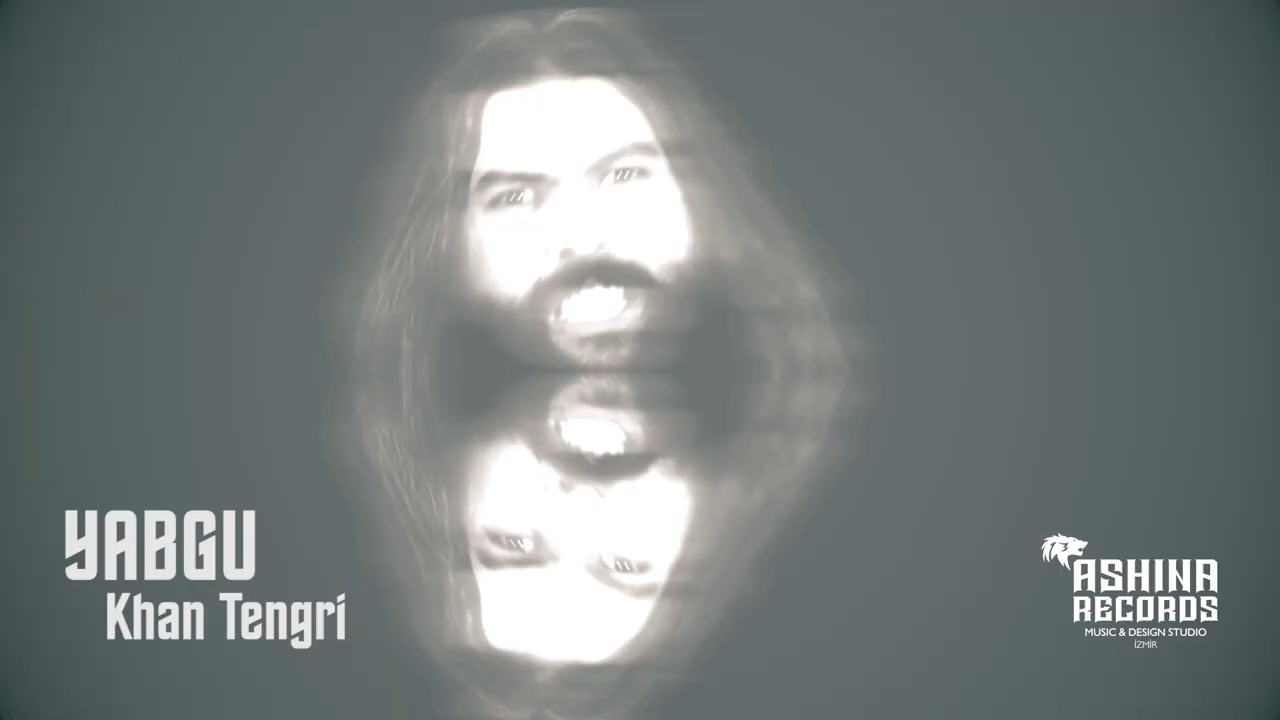 YABGU
Khan Tengri
ASHINA
RECORDS
MUSIC & DESIGN STUDIO
İZMİR